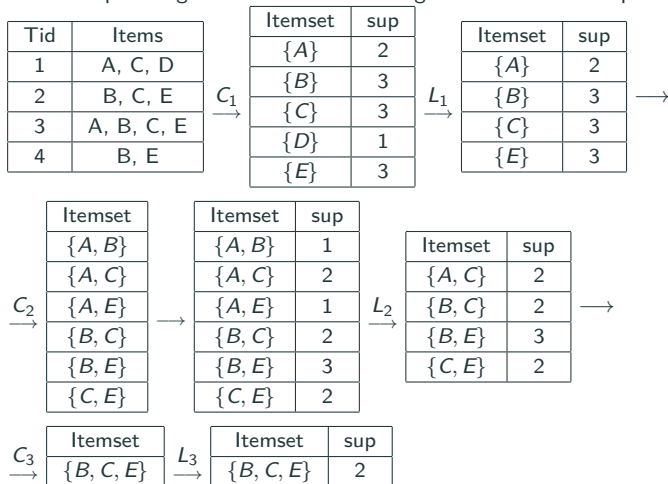 Tid Items
1 A, C, D
2 B, C, E
3 A, B, C, E
4 B, E
C₁ →
Itemset sup
{A} 2
{B} 3
{C} 3
{D} 1
{E} 3
L₁ →
Itemset sup
{A} 2
{B} 3
{C} 3
{E} 3
→
C₂ →
Itemset
{A, B}
{A, C}
{A, E}
{B, C}
{B, E}
{C, E}
→
Itemset sup
{A, B} 1
{A, C} 2
{A, E} 1
{B, C} 2
{B, E} 3
{C, E} 2
L₂ →
Itemset sup
{A, C} 2
{B, C} 2
{B, E} 3
{C, E} 2
→
C₃ →
Itemset
{B, C, E}
L₃ →
Itemset sup
{B, C, E} 2